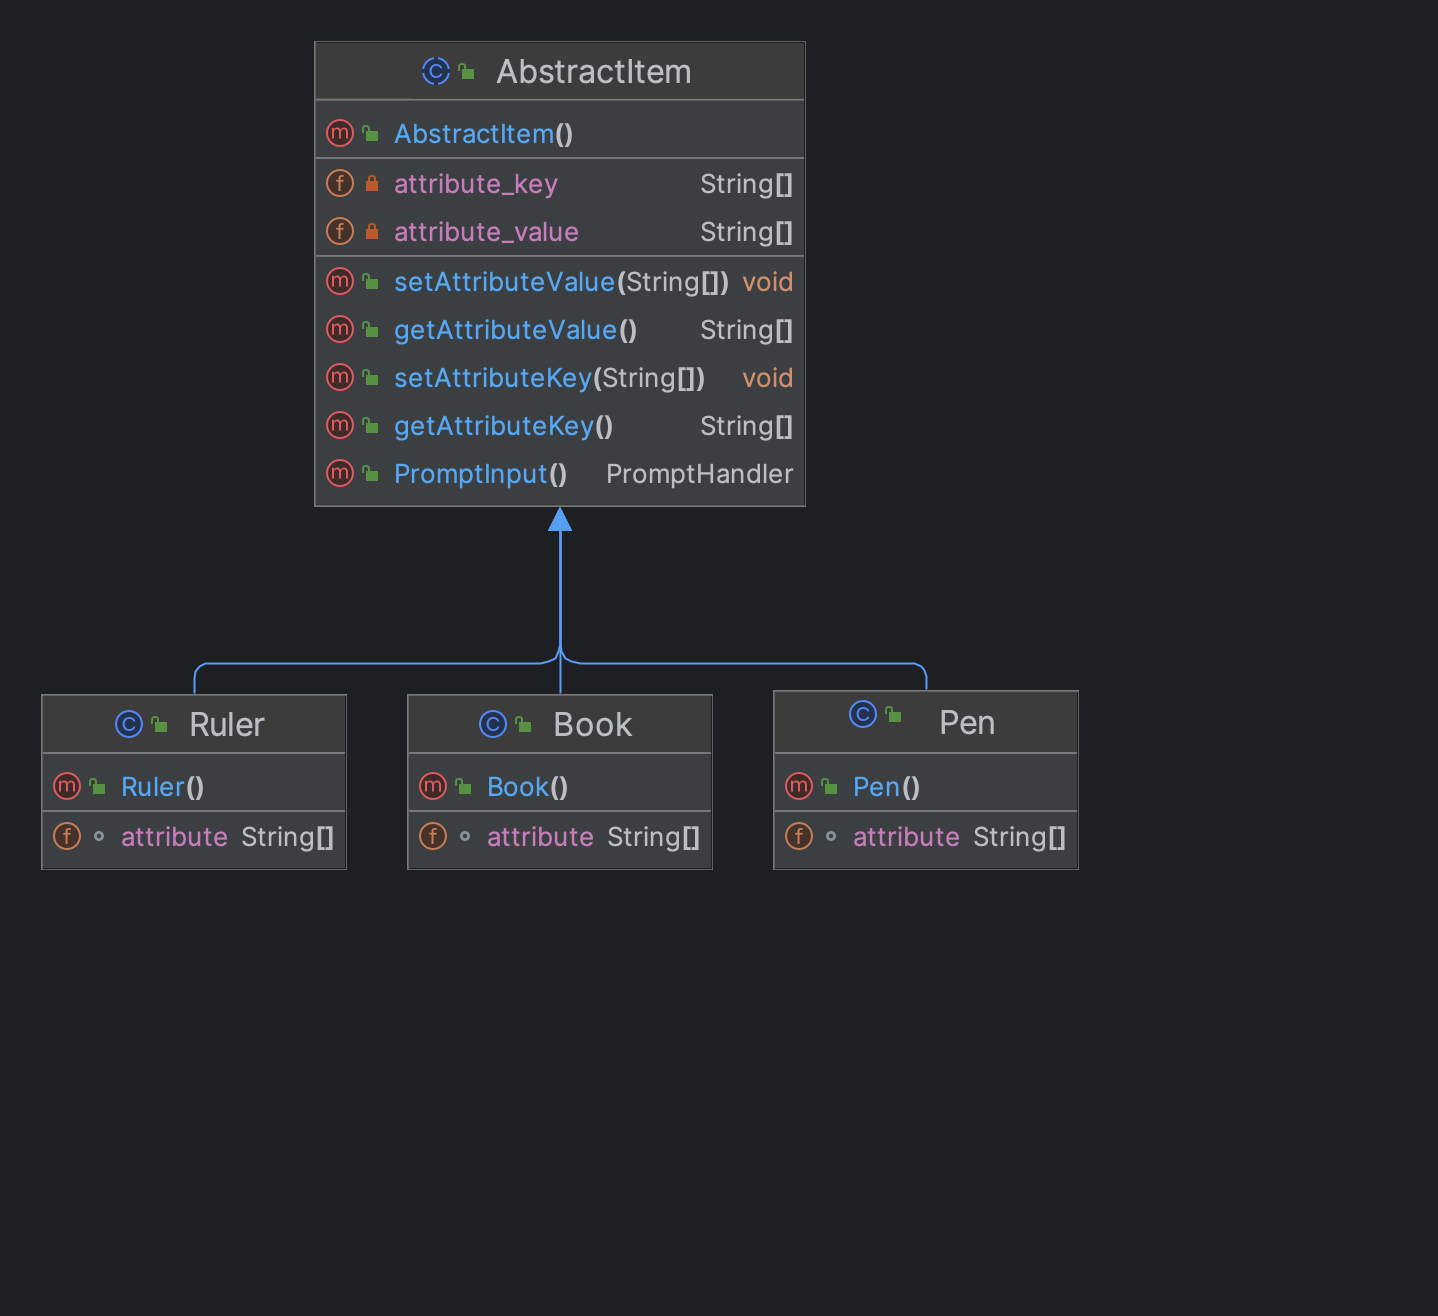 AbstractItem
AbstractItem()
attribute_key String[]
attribute_value String[]
setAttributeValue(String[]) void
getAttributeValue() String[]
setAttributeKey(String[]) void
getAttributeKey() String[]
PromptInput() PromptHandler
Ruler
Ruler()
attribute String[]
Book
Book()
attribute String[]
Pen
Pen()
attribute String[]